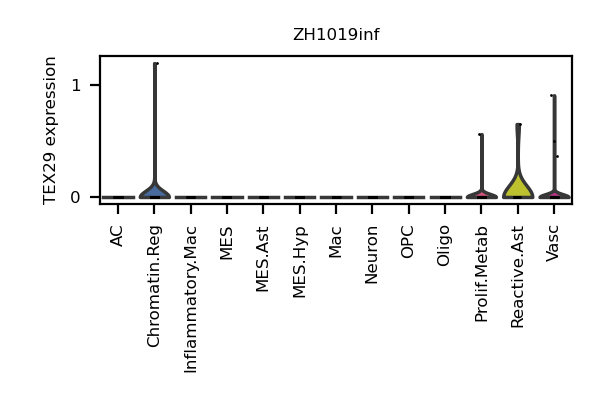 ZH1019inf
TEX29 expression
1
0
AC
Chromatin.Reg
Inflammatory.Mac
MES
MES.Ast
MES.Hyp
Mac
Neuron
OPC
Oligo
Prolif.Metab
Reactive.Ast
Vasc